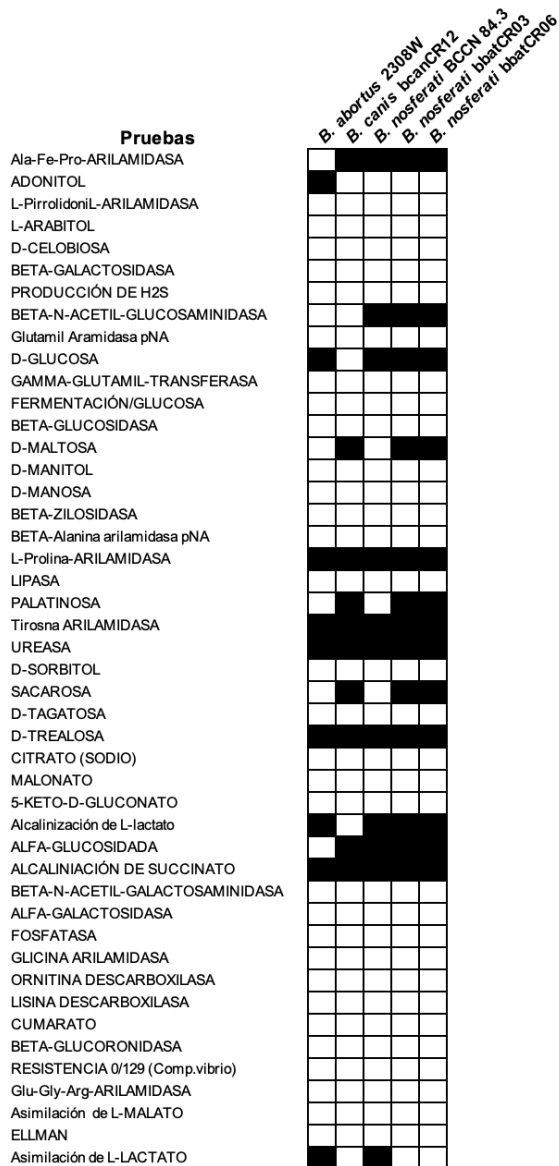 B. abortus 2308W
B. canis bcanCR12
B. nosferati BCCN 84.3
B. nosferati bbatCR03
B. nosferati bbatCR06
Pruebas
Ala-Fe-Pro-ARILAMIDASA
ADONITOL
L-PirrolidoniL-ARILAMIDASA
L-ARABITOL
D-CELOBIOSA
BETA-GALACTOSIDASA
PRODUCCIÓN DE H2S
BETA-N-ACETIL-GLUCOSAMINIDASA
Glutamil Aramidasa pNA
D-GLUCOSA
GAMMA-GLUTAMIL-TRANSFERASA
FERMENTACIÓN/GLUCOSA
BETA-GLUCOSIDASA
D-MALTOSA
D-MANITOL
D-MANOSA
BETA-ZILOSIDASA
BETA-Alanina arilamidasa pNA
L-Prolina-ARILAMIDASA
LIPASA
PALATINOSA
Tirosna ARILAMIDASA
UREASA
D-SORBITOL
SACAROSA
D-TAGATOSA
D-TREALOSA
CITRATO (SODIO)
MALONATO
5-KETO-D-GLUCONATO
Alcalinización de L-lactato
ALFA-GLUCOSIDADA
ALCALINIACIÓN DE SUCCINATO
BETA-N-ACETIL-GALACTOSAMINIDASA
ALFA-GALACTOSIDASA
FOSFATASA
GLICINA ARILAMIDASA
ORNITINA DESCARBOXILASA
LISINA DESCARBOXILASA
CUMARATO
BETA-GLUCORONIDASA
RESISTENCIA 0/129 (Comp.vibrio)
Glu-Gly-Arg-ARILAMIDASA
Asimilación de L-MALATO
ELLMAN
Asimilación de L-LACTATO